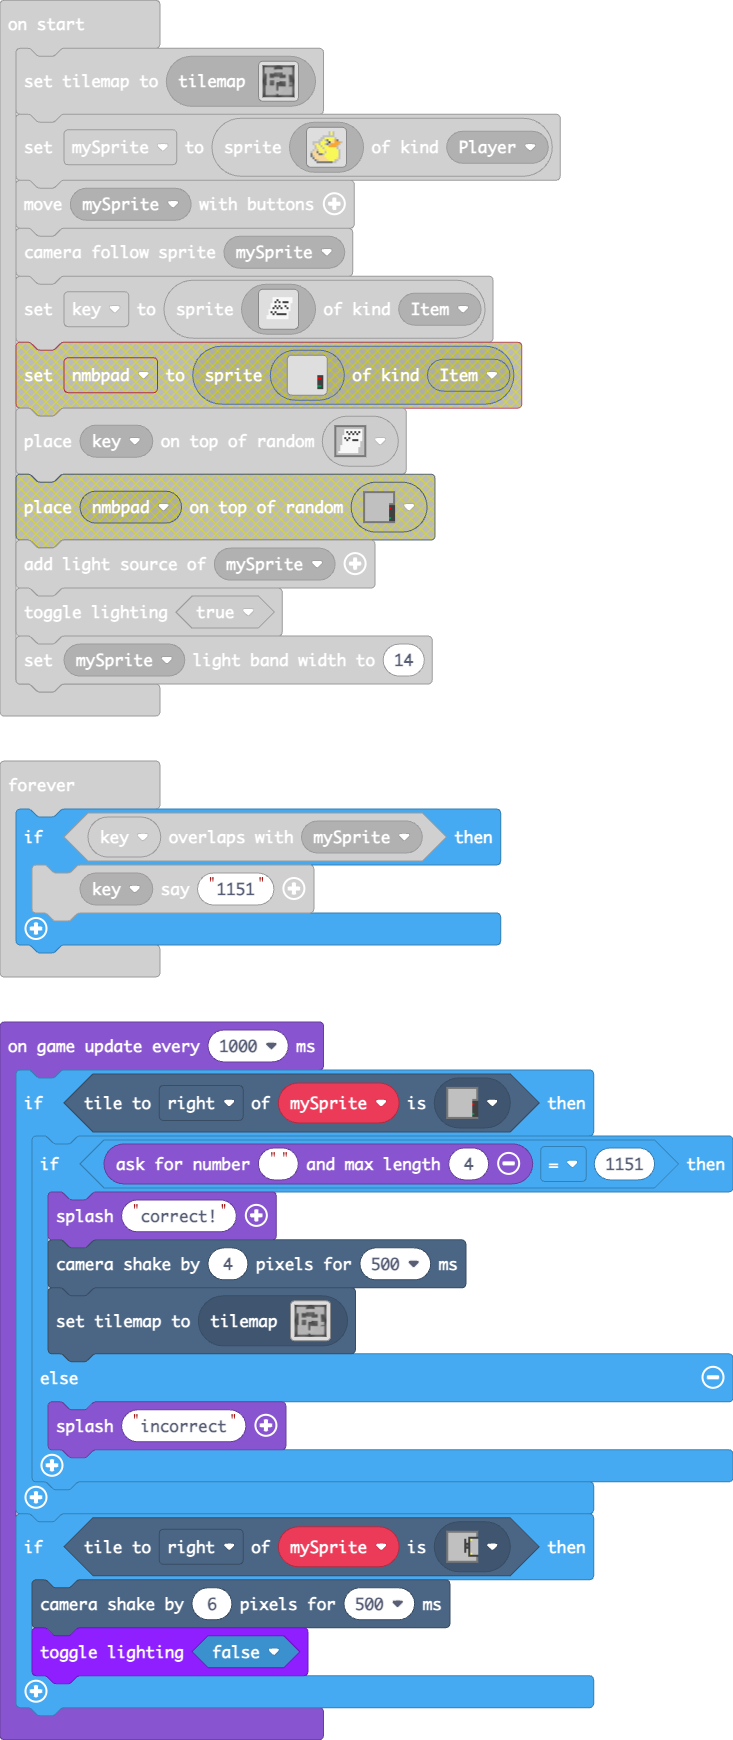 on start
set tilemap to tilemap
set mySprite to sprite of kind Player
move mySprite with buttons
camera follow sprite mySprite
set key to sprite of kind Item
set nmbpad to sprite of kind Item
place key on top of random
place nmbpad on top of random
add light source of mySprite
toggle lighting true
set mySprite light band width to 14
forever
if key overlaps with mySprite then
key say "1151"
on game update every 1000 ms
if tile to right of mySprite is then
if ask for number " " and max length 4 = 1151 then
splash "correct!"
camera shake by 4 pixels for 500 ms
set tilemap to tilemap
else
splash "incorrect"
if tile to right of mySprite is then
camera shake by 6 pixels for 500 ms
toggle lighting false